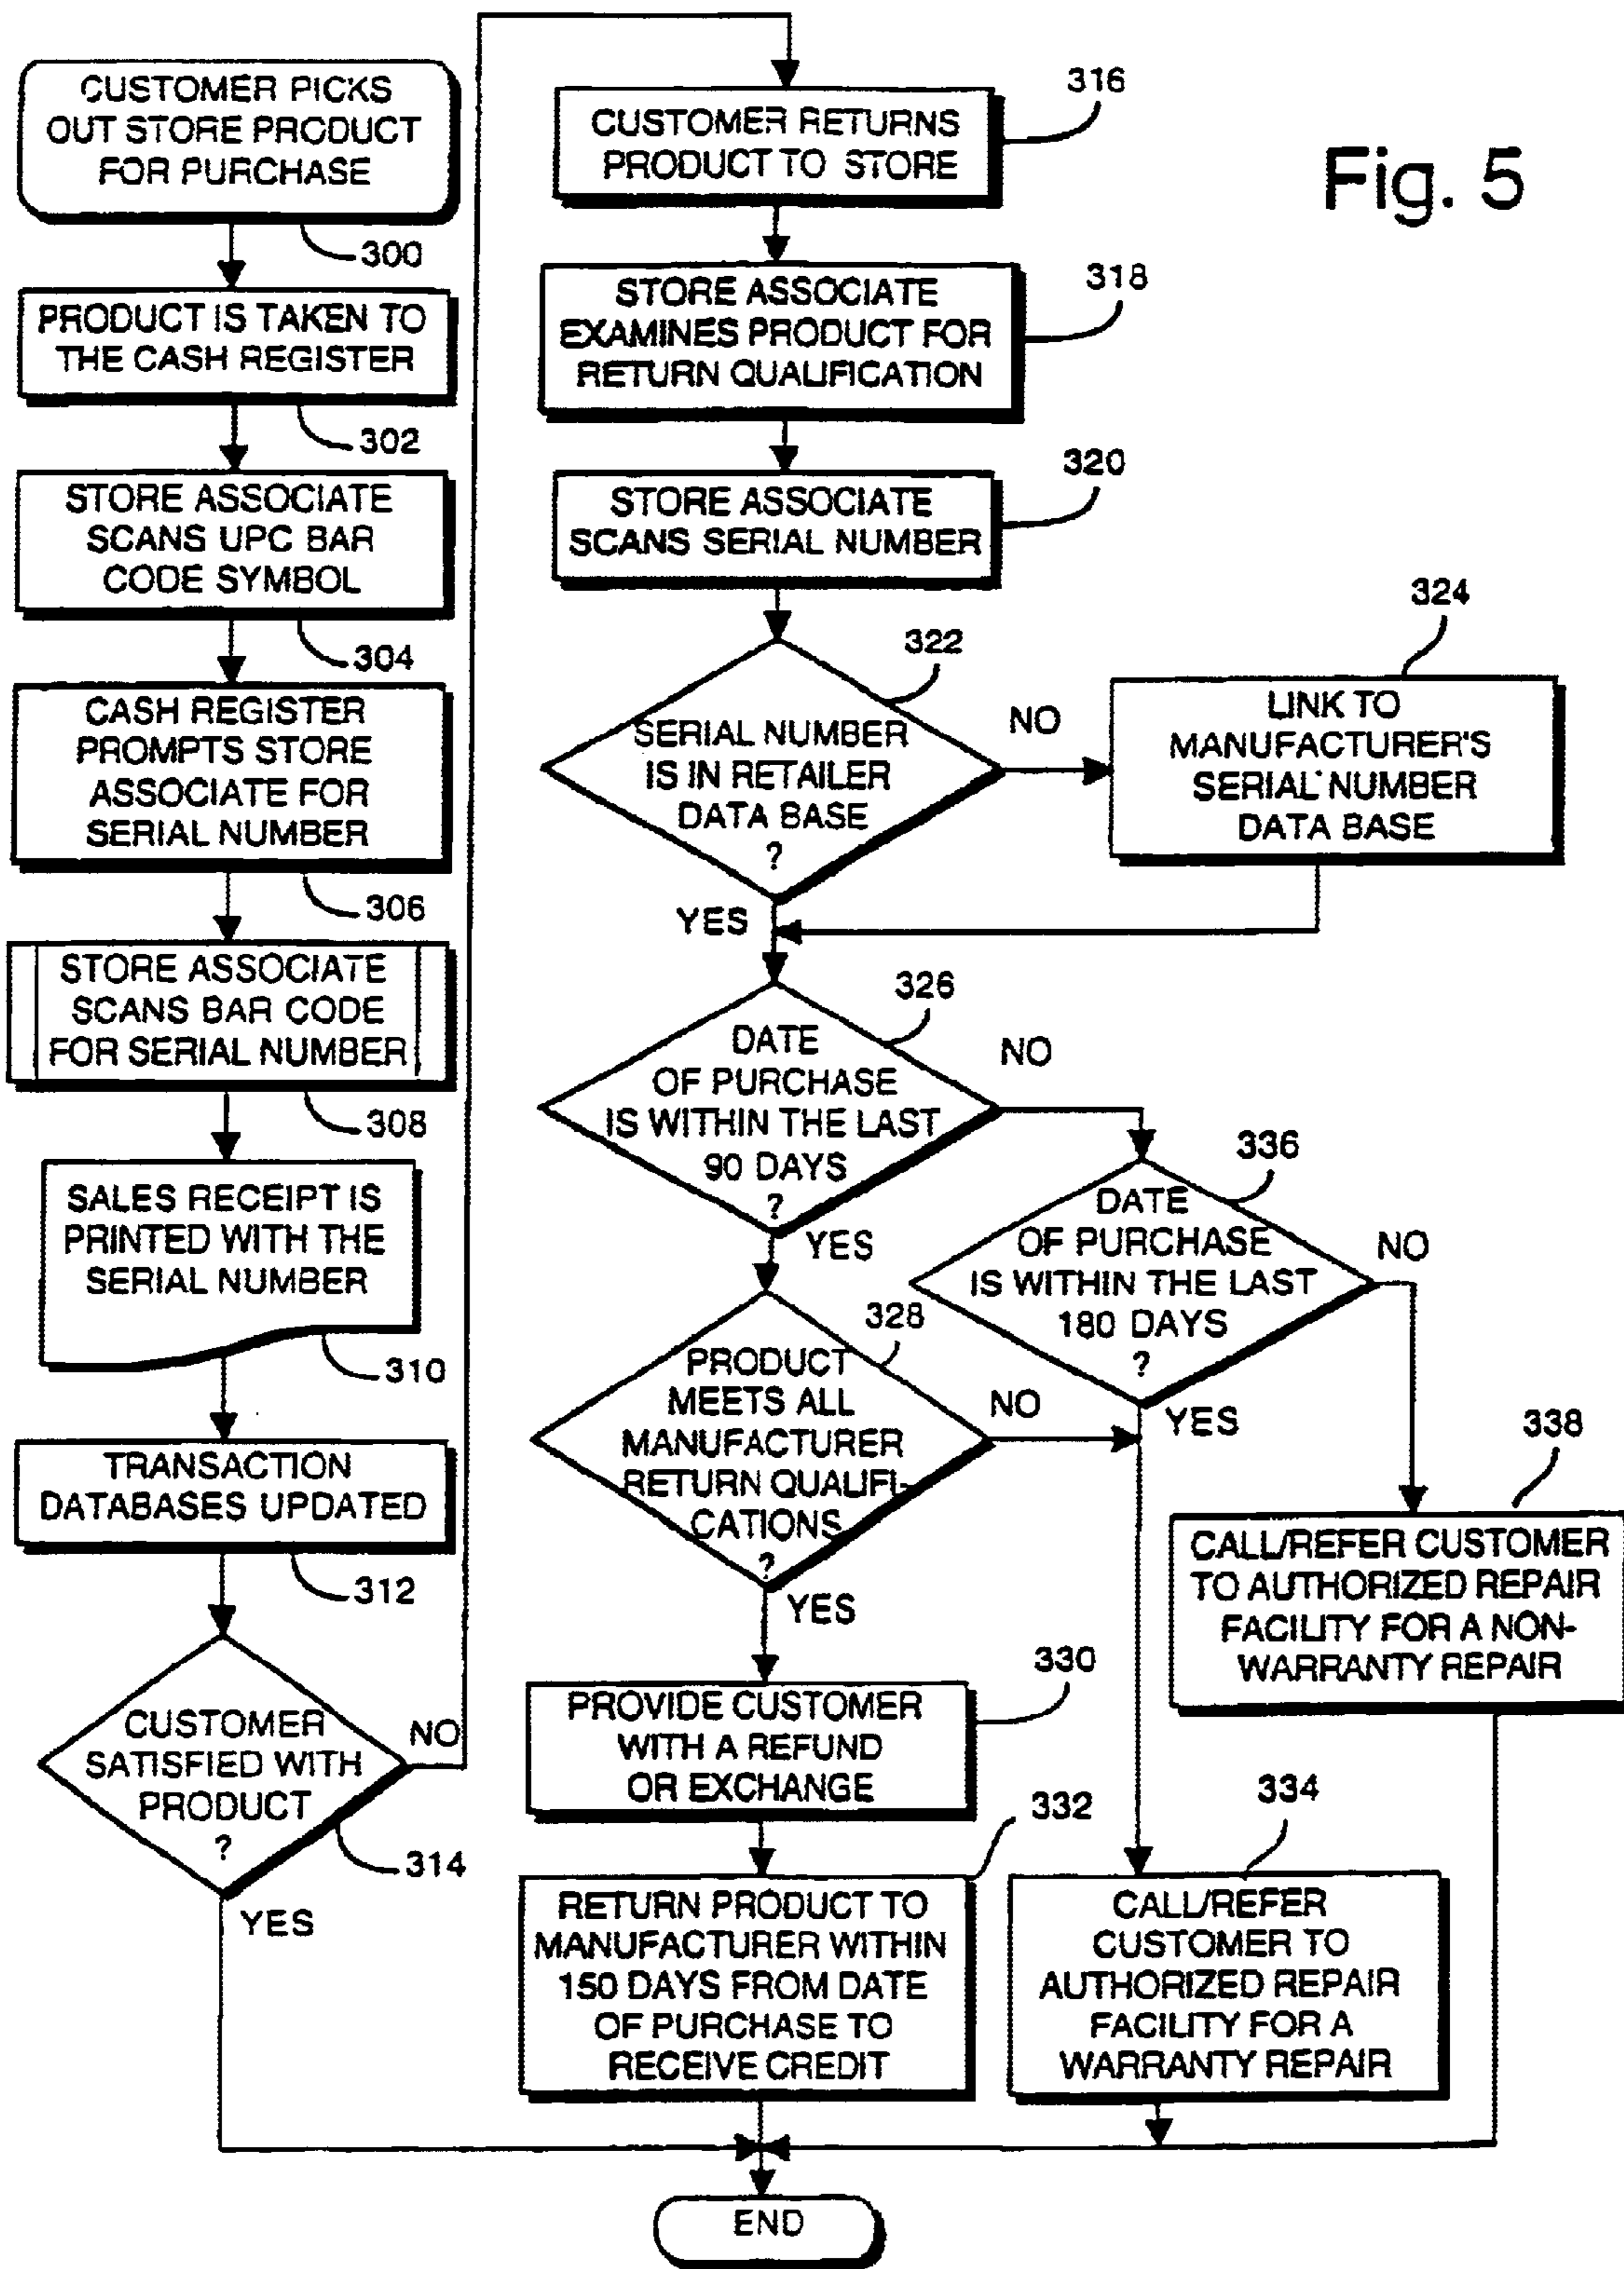 Fig. 5
CUSTOMER PICKS
OUT STORE PRODUCT
FOR PURCHASE
300
PRODUCT IS TAKEN TO
THE CASH REGISTER
302
STORE ASSOCIATE
SCANS UPC BAR
CODE SYMBOL
304
CASH REGISTER
PROMPTS STORE
ASSOCIATE FOR
SERIAL NUMBER
306
STORE ASSOCIATE
SCANS BAR CODE
FOR SERIAL NUMBER
308
SALES RECEIPT IS
PRINTED WITH THE
SERIAL NUMBER
310
TRANSACTION
DATABASES UPDATED
312
CUSTOMER
SATISFIED WITH
PRODUCT
?
314
NO
YES
316
CUSTOMER RETURNS
PRODUCT TO STORE
318
STORE ASSOCIATE
EXAMINES PRODUCT FOR
RETURN QUALIFICATION
320
STORE ASSOCIATE
SCANS SERIAL NUMBER
322
SERIAL NUMBER
IS IN RETAILER
DATA BASE
?
NO
YES
324
LINK TO
MANUFACTURER'S
SERIAL NUMBER
DATA BASE
326
DATE
OF PURCHASE
IS WITHIN THE LAST
90 DAYS
?
NO
YES
336
DATE
OF PURCHASE
IS WITHIN THE LAST
180 DAYS
?
NO
YES
328
PRODUCT
MEETS ALL
MANUFACTURER
RETURN QUALIFI-
CATIONS
?
NO
YES
338
CALL/REFER CUSTOMER
TO AUTHORIZED REPAIR
FACILITY FOR A NON-
WARRANTY REPAIR
330
PROVIDE CUSTOMER
WITH A REFUND
OR EXCHANGE
332
RETURN PRODUCT TO
MANUFACTURER WITHIN
150 DAYS FROM DATE
OF PURCHASE TO
RECEIVE CREDIT
334
CALL/REFER
CUSTOMER TO
AUTHORIZED REPAIR
FACILITY FOR A
WARRANTY REPAIR
END